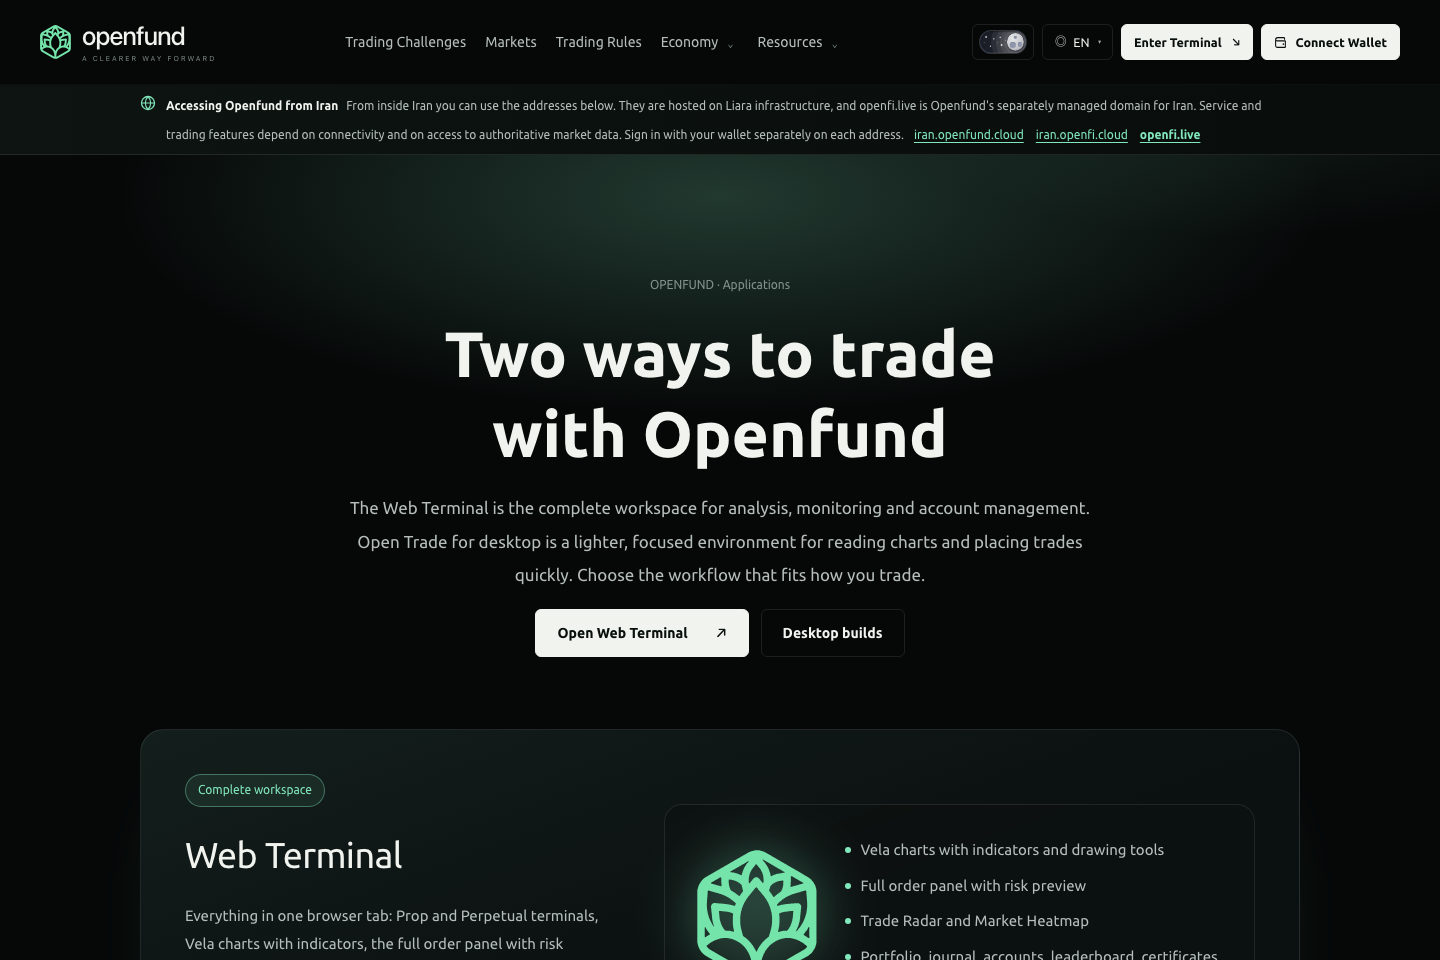 openfund
A CLEARER WAY FORWARD
Trading Challenges
Markets
Trading Rules
Economy
Resources
EN
Enter Terminal
Connect Wallet
Accessing Openfund from Iran From inside Iran you can use the addresses below. They are hosted on Liara infrastructure, and openfi.live is Openfund's separately managed domain for Iran. Service and
trading features depend on connectivity and on access to authoritative market data. Sign in with your wallet separately on each address. iran.openfund.cloud iran.openfi.cloud openfi.live
OPENFUND · Applications
Two ways to trade
with Openfund
The Web Terminal is the complete workspace for analysis, monitoring and account management.
Open Trade for desktop is a lighter, focused environment for reading charts and placing trades
quickly. Choose the workflow that fits how you trade.
Open Web Terminal
Desktop builds
Complete workspace
Web Terminal
Everything in one browser tab: Prop and Perpetual terminals,
Vela charts with indicators, the full order panel with risk
Vela charts with indicators and drawing tools
Full order panel with risk preview
Trade Radar and Market Heatmap
Portfolio, journal, accounts, leaderboard, certificates